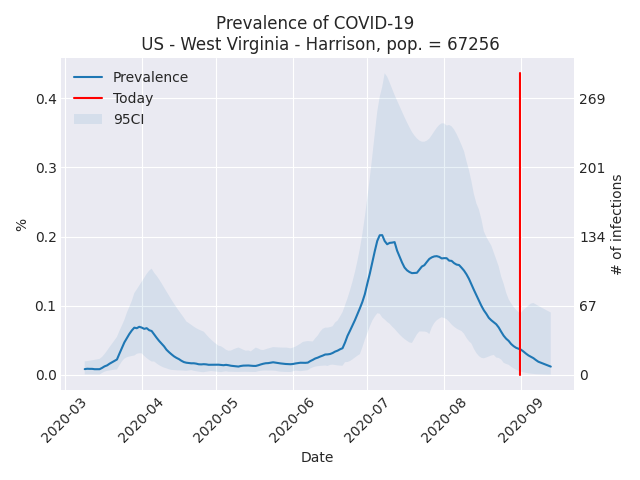 Prevalence of COVID-19
US - West Virginia - Harrison, pop. = 67256
Prevalence
Today
95CI
%
0.4
0.3
0.2
0.1
0.0
269
201
134
67
0
# of infections
2020-03
2020-04
2020-05
2020-06
2020-07
2020-08
2020-09
Date